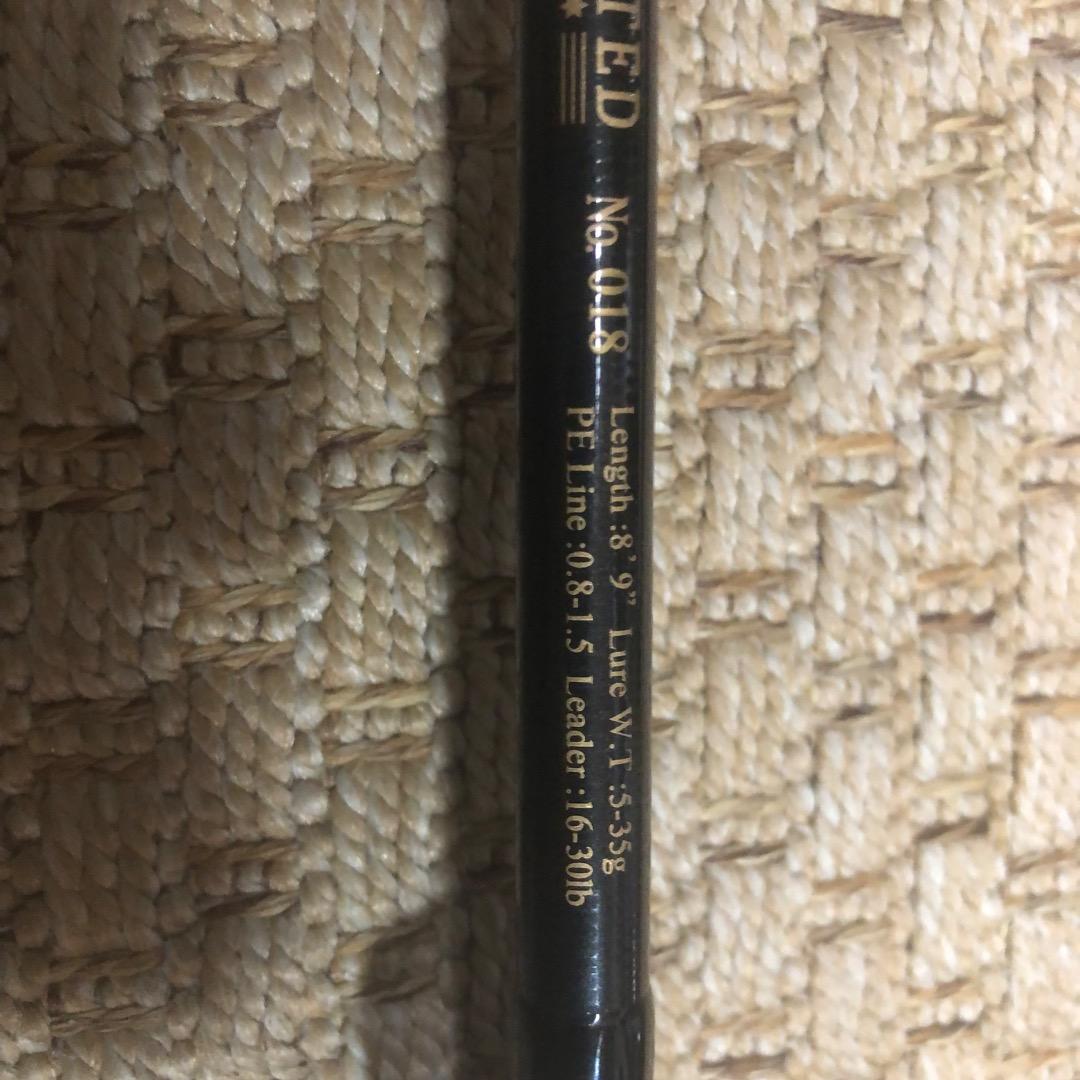 TED No. 018
Length :8’ 9” Lure W.T :5-35g
PE Line :0.8-1.5 Leader :16-30lb